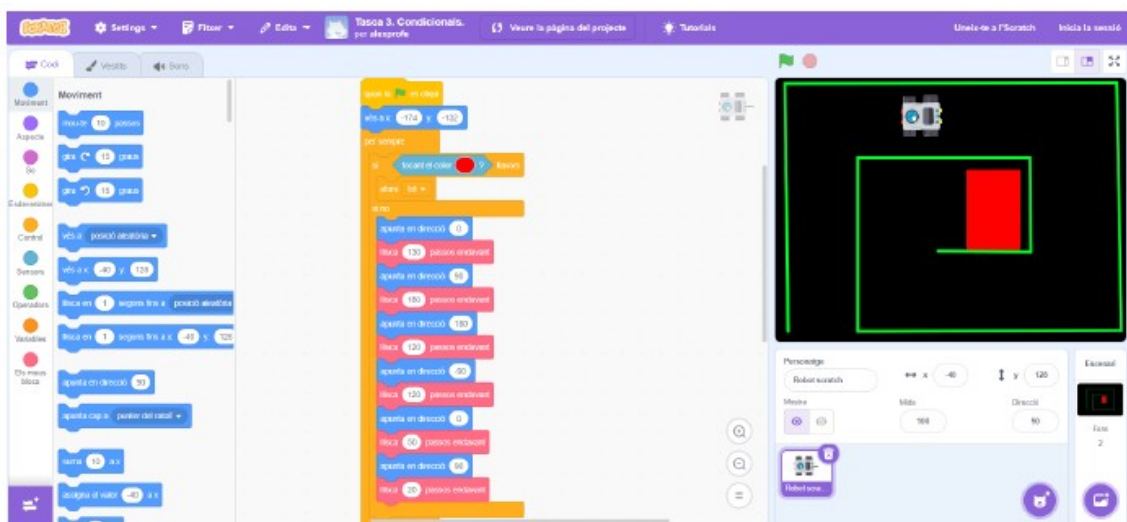 SCRATCH
Settings
Fitxer
Edita
Tasca 3. Condicionals.
per alexprofe
Veure la pàgina del projecte
Tutorials
Uneix-te a l'Scratch
Inicia la sessió
Codi
Vestits
Sons
Moviment
Aspecte
So
Esdeveniments
Control
Sensors
Operadors
Variables
Els meus
blocs
Moviment
mou-te 10 passos
gira 15 graus
gira 15 graus
vés a posició aleatòria
vés a x: -40 y: 128
llisca en 1 segons fins a posició aleatòria
llisca en 1 segons fins a x: -40 y: 128
apunta en direcció 90
apunta cap a punter del ratolí
suma 10 a x
assigna el valor -40 a x
quan la es cliqui
vés a x: -174 y: -132
per sempre
si tocant el color ? llavors
atura tot
si no
apunta en direcció 0
llisca 130 passos endavant
apunta en direcció 90
llisca 180 passos endavant
apunta en direcció 180
llisca 120 passos endavant
apunta en direcció -90
llisca 120 passos endavant
apunta en direcció 0
llisca 50 passos endavant
apunta en direcció 90
llisca 20 passos endavant
Personatge
Robot scratch
x -40
y 128
Mostra
Mida
100
Direcció
90
Robot scra...
Escenari
Fons
2